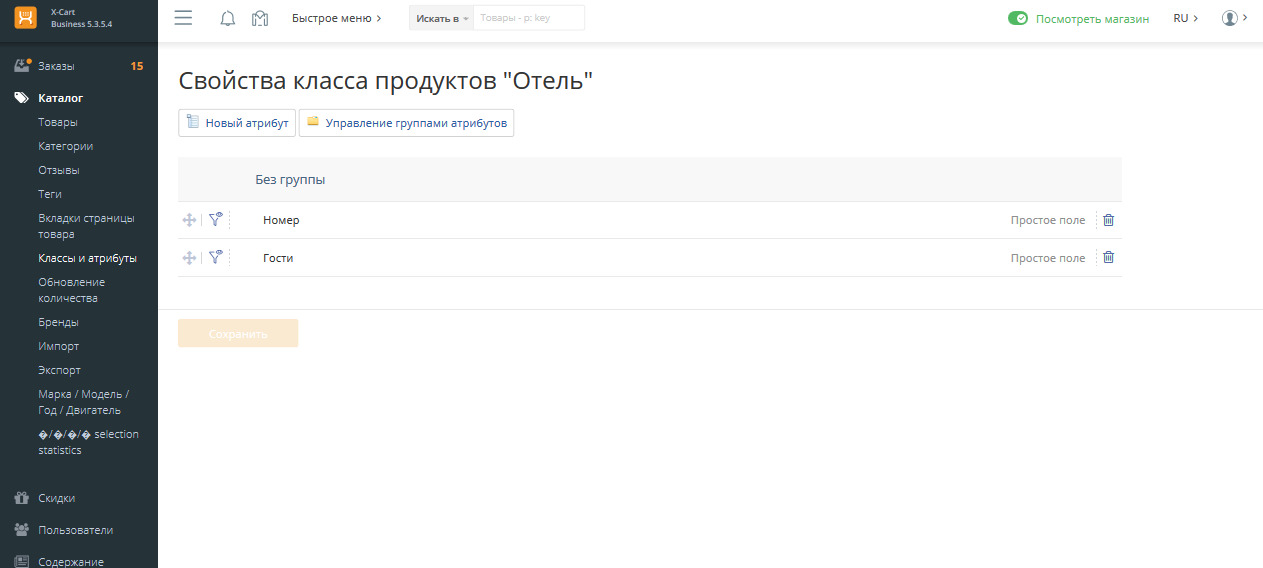 X-Cart
Business 5.3.5.4
Быстрое меню
Искать в
Товары - р: key
Посмотреть магазин
RU
Заказы
15
Каталог
Товары
Категории
Отзывы
Теги
Вкладки страницы
товара
Классы и атрибуты
Обновление
количества
Бренды
Импорт
Экспорт
Марка / Модель /
Год / Двигатель
�/�/�/� selection
statistics
Скидки
Пользователи
Содержание
Свойства класса продуктов "Отель"
Новый атрибут
Управление группами атрибутов
Без группы
Номер
Простое поле
Гости
Простое поле
Сохранить